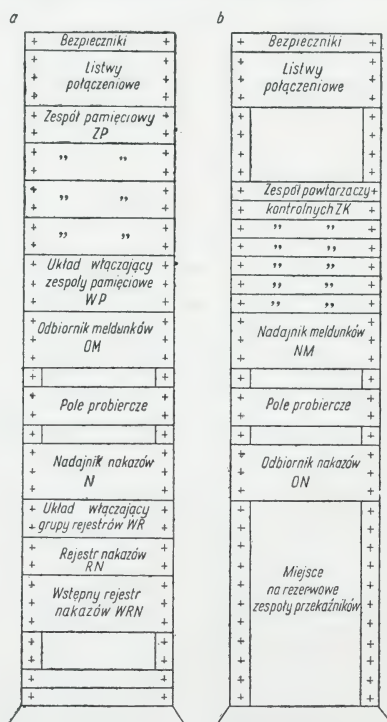 a
Bezpieczniki
Listwy
połączeniowe
Zespół pamięciowy
ZP
,, ,,
,, ,,
,, ,,
Układ włączający
zespoły pamięciowe
WP
Odbiornik meldunków
OM
Pole probiercze
Nadajnik nakazów
N
Układ włączający
grupy rejestrów WR
Rejestr nakazów
RN
Wstępny rejestr
nakazów WRN
b
Bezpieczniki
Listwy
połączeniowe
Zespół powtarzaczy
kontrolnych ZK
,, ,,
,, ,,
,, ,,
,, ,,
,, ,,
Nadajnik meldunków
NM
Pole probiercze
Odbiornik nakazów
ON
Miejsce
na rezerwowe
zespoły przekaźników